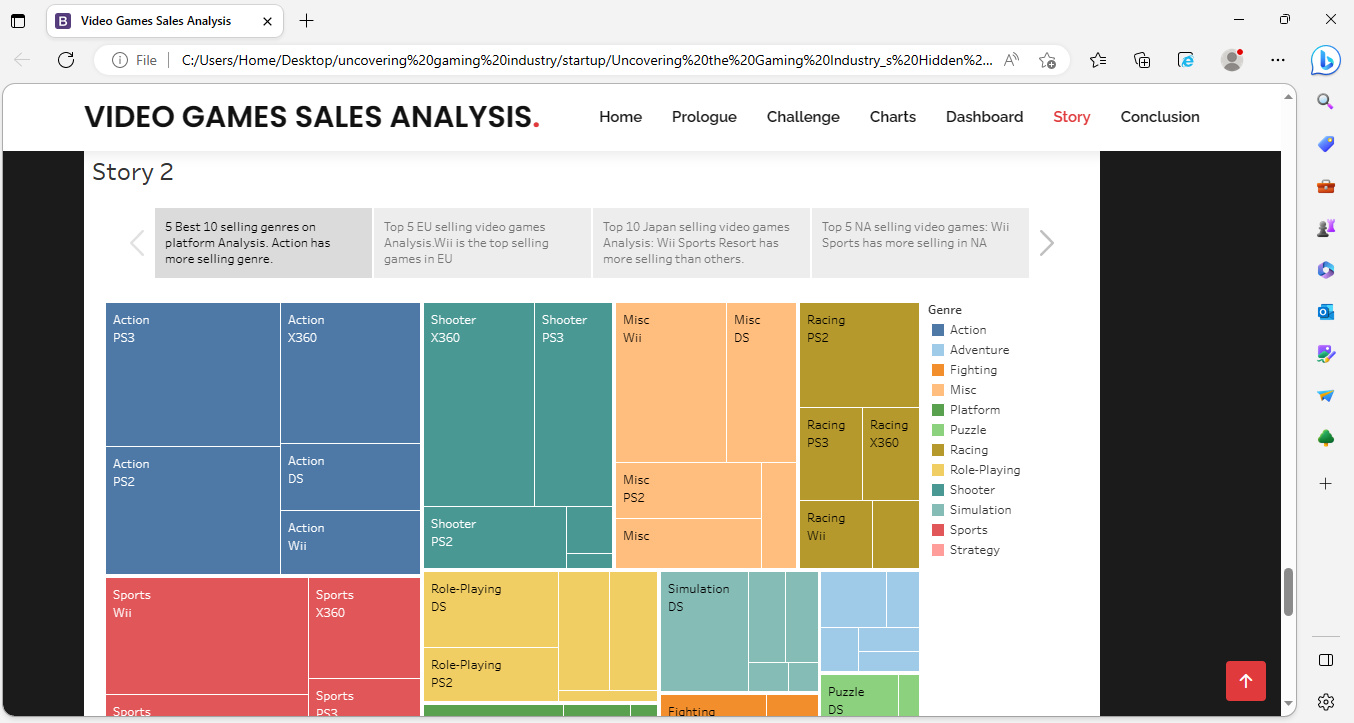 Video Games Sales Analysis
File
C:/Users/Home/Desktop/uncovering%20gaming%20industry/startup/Uncovering%20the%20Gaming%20Industry_s%20Hidden%2...
VIDEO GAMES SALES ANALYSIS.
Home
Prologue
Challenge
Charts
Dashboard
Story
Conclusion
Story 2
5 Best 10 selling genres on
platform Analysis. Action has
more selling genre.
Top 5 EU selling video games
Analysis.Wii is the top selling
games in EU
Top 10 Japan selling video games
Analysis: Wii Sports Resort has
more selling than others.
Top 5 NA selling video games: Wii
Sports has more selling in NA
Action
PS3
Action
X360
Action
PS2
Action
DS
Action
Wii
Shooter
X360
Shooter
PS3
Shooter
PS2
Misc
Wii
Misc
DS
Misc
PS2
Misc
Racing
PS2
Racing
PS3
Racing
X360
Racing
Wii
Sports
Wii
Sports
X360
Sports
PS3
Sports
Role-Playing
DS
Role-Playing
PS2
Simulation
DS
Fighting
Puzzle
DS
Genre
Action
Adventure
Fighting
Misc
Platform
Puzzle
Racing
Role-Playing
Shooter
Simulation
Sports
Strategy